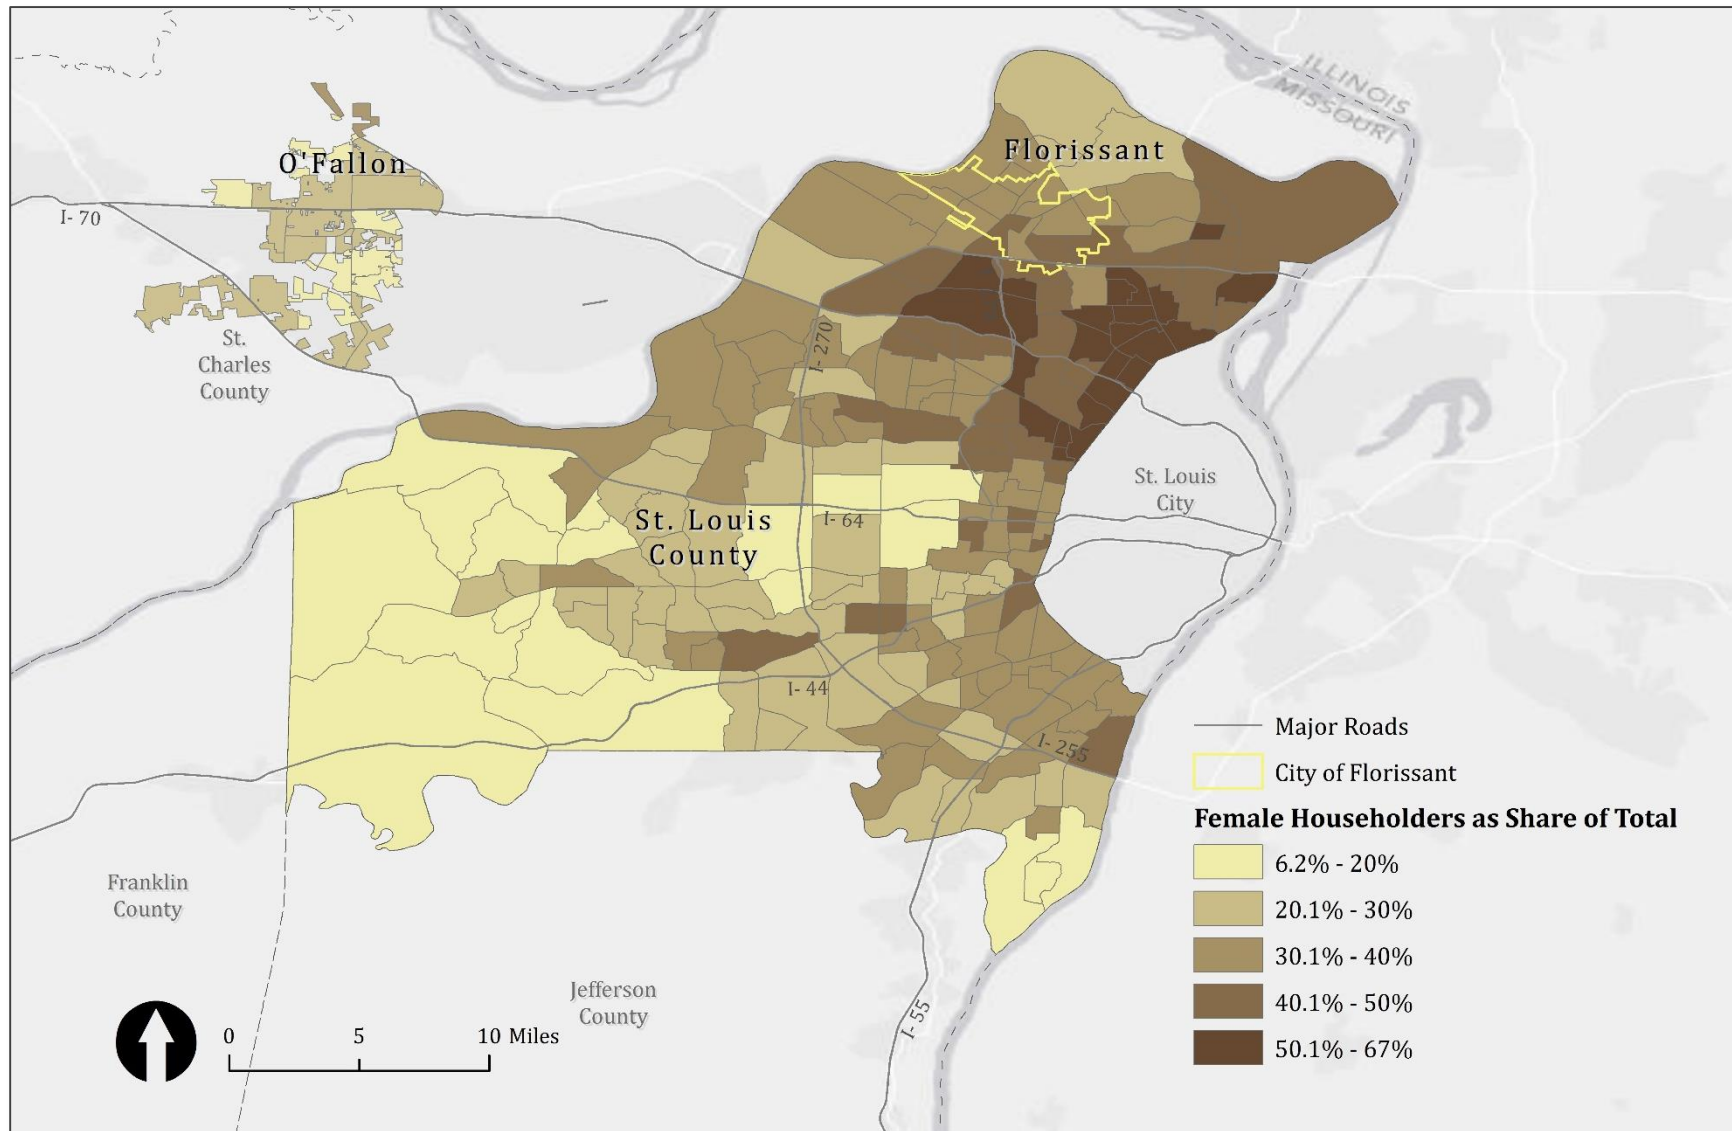 ILLINOIS
MISSOURI
Florissant
O'Fallon
I- 70
St.
Charles
County
I- 270
St. Louis
City
St. Louis
County
I- 64
I- 44
I- 255
I- 55
Franklin
County
Jefferson
County
0 5 10 Miles
Major Roads
City of Florissant
Female Householders as Share of Total
6.2% - 20%
20.1% - 30%
30.1% - 40%
40.1% - 50%
50.1% - 67%